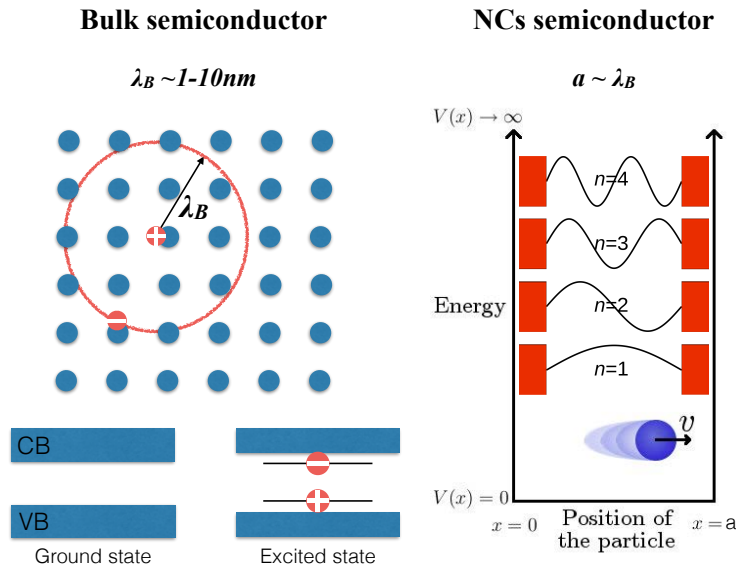 Bulk semiconductor
λB ~1-10nm
λB
CB
VB
Ground state
Excited state
NCs semiconductor
a ~ λB
V(x) → ∞
n=4
n=3
Energy
n=2
n=1
v
V(x) = 0
x = 0
Position of
the particle
x = a